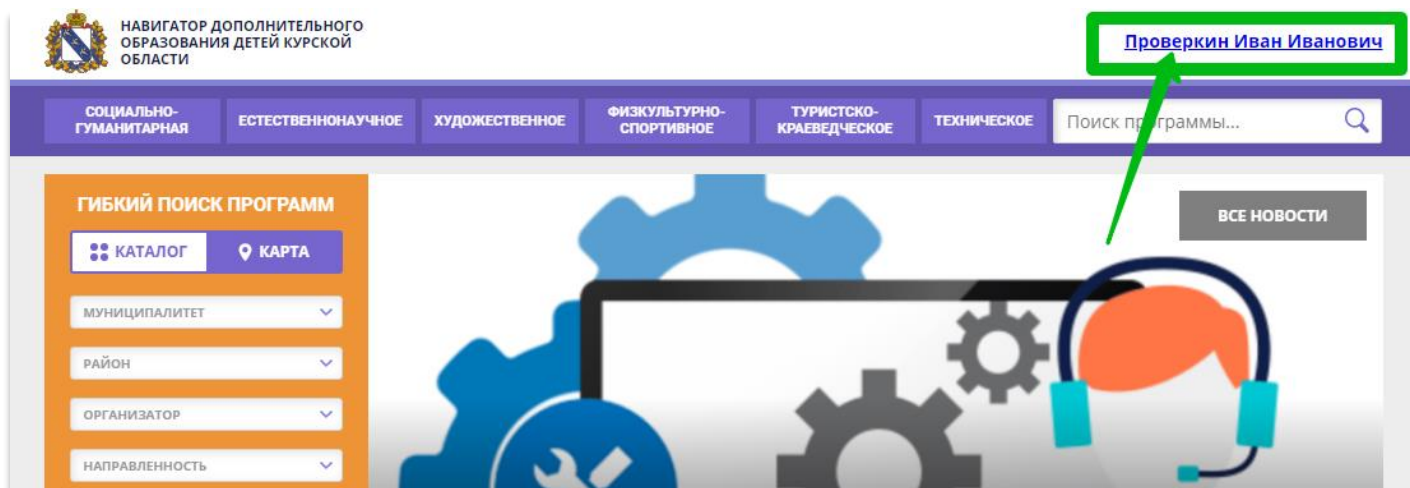 НАВИГАТОР ДОПОЛНИТЕЛЬНОГО
ОБРАЗОВАНИЯ ДЕТЕЙ КУРСКОЙ
ОБЛАСТИ
Проверкин Иван Иванович
СОЦИАЛЬНО-
ГУМАНИТАРНАЯ
ЕСТЕСТВЕННОНАУЧНОЕ
ХУДОЖЕСТВЕННОЕ
ФИЗКУЛЬТУРНО-
СПОРТИВНОЕ
ТУРИСТСКО-
КРАЕВЕДЧЕСКОЕ
ТЕХНИЧЕСКОЕ
Поиск программы...
ГИБКИЙ ПОИСК ПРОГРАММ
КАТАЛОГ
КАРТА
ВСЕ НОВОСТИ
МУНИЦИПАЛИТЕТ
РАЙОН
ОРГАНИЗАТОР
НАПРАВЛЕННОСТЬ